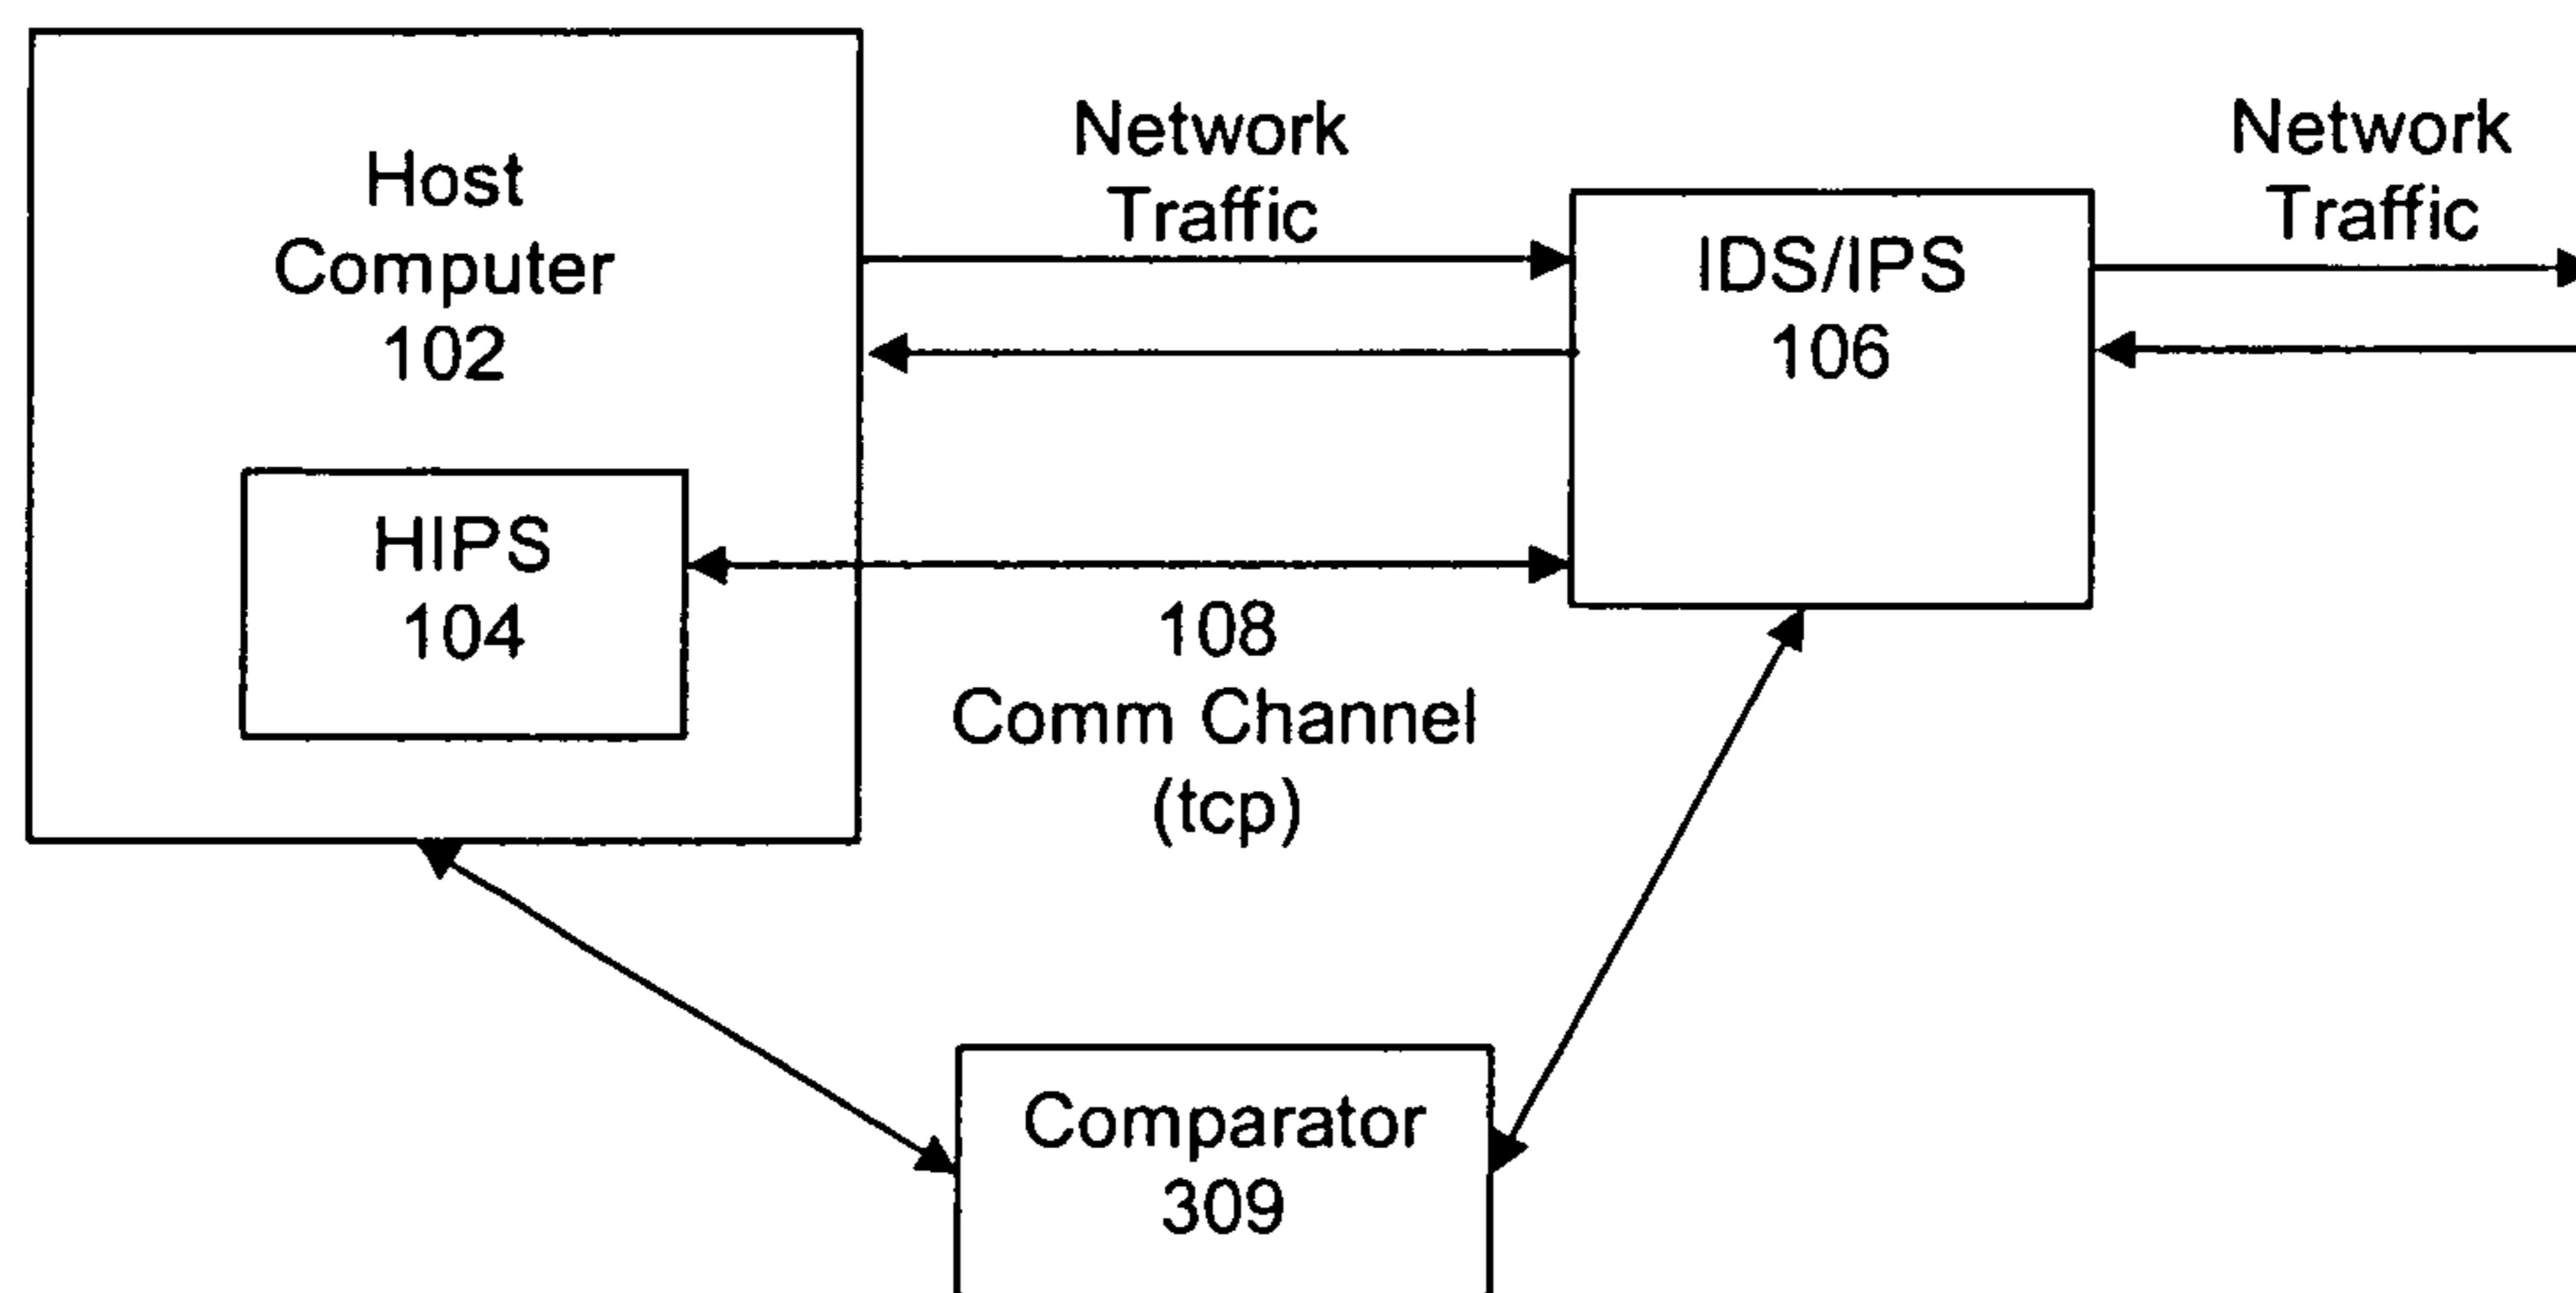 Host
Computer
102
HIPS
104
Network
Traffic
108
Comm Channel
(tcp)
IDS/IPS
106
Network
Traffic
Comparator
309